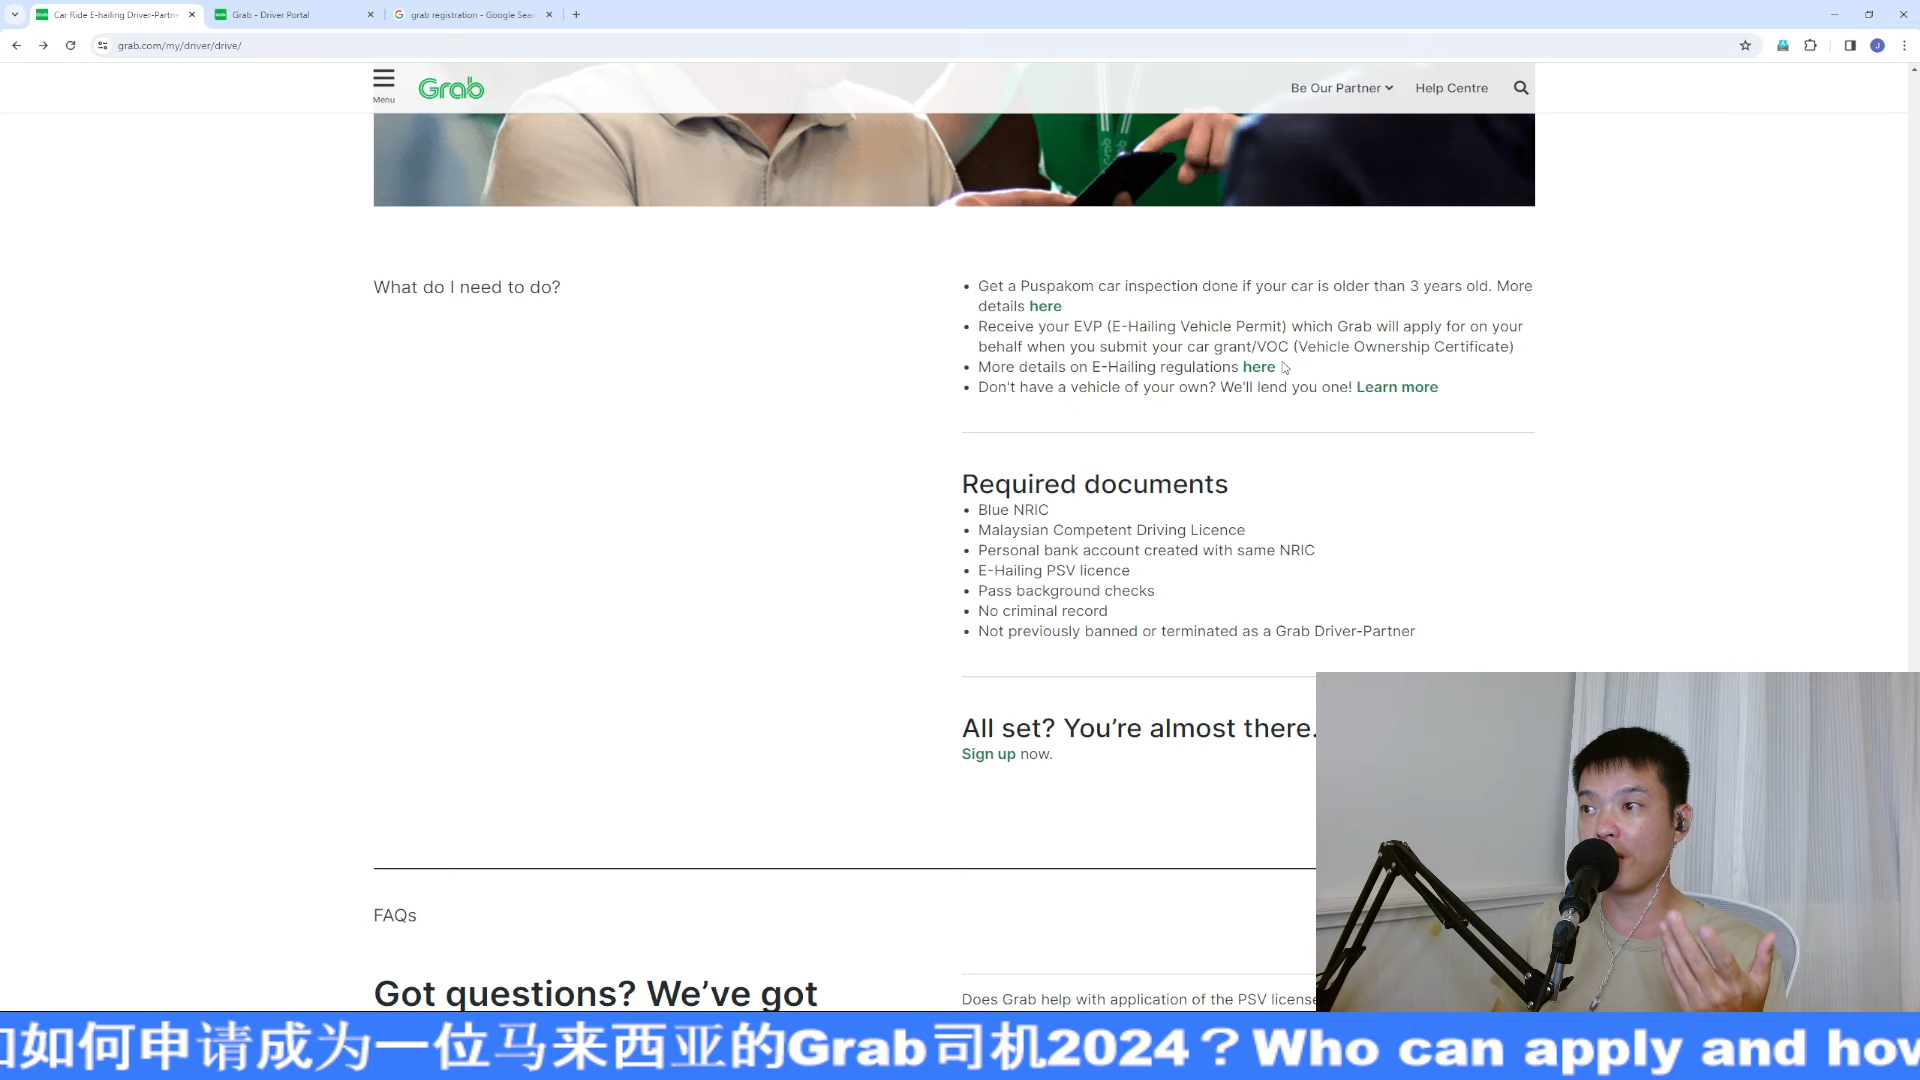 Car Ride E-hailing Driver-Partne
Grab - Driver Portal
grab registration - Google Sear
grab.com/my/driver/drive/
Menu
Grab
Be Our Partner
Help Centre
What do I need to do?
Get a Puspakom car inspection done if your car is older than 3 years old. More
details here
Receive your EVP (E-Hailing Vehicle Permit) which Grab will apply for on your
behalf when you submit your car grant/VOC (Vehicle Ownership Certificate)
More details on E-Hailing regulations here
Don't have a vehicle of your own? We'll lend you one! Learn more
Required documents
Blue NRIC
Malaysian Competent Driving Licence
Personal bank account created with same NRIC
E-Hailing PSV licence
Pass background checks
No criminal record
Not previously banned or terminated as a Grab Driver-Partner
All set? You’re almost there.
Sign up now.
FAQs
Got questions? We’ve got
Does Grab help with application of the PSV license
如何申请成为一位马来西亚的Grab司机2024？Who can apply and how